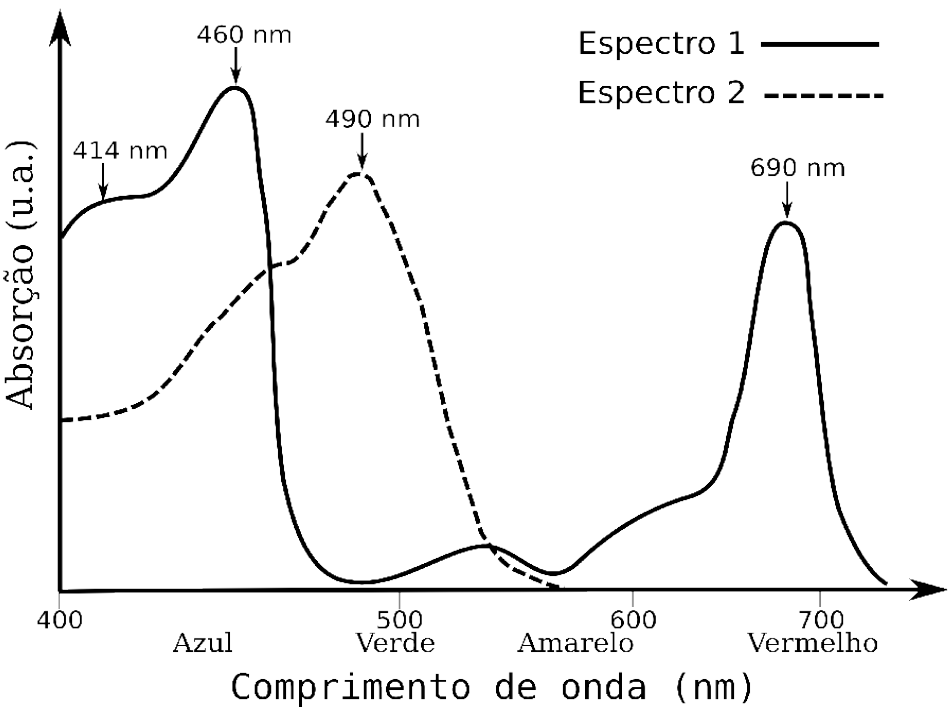 460 nm
Espectro 1
Espectro 2
490 nm
414 nm
690 nm
Absorção (u.a.)
400 500 600 700
Azul Verde Amarelo Vermelho
Comprimento de onda (nm)